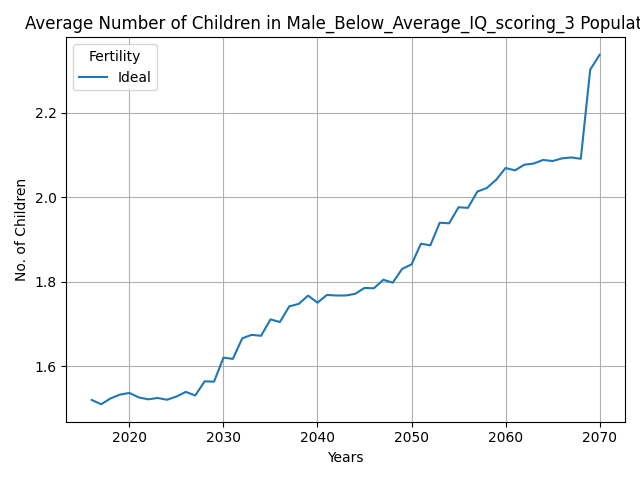 Average Number of Children in Male_Below_Average_IQ_scoring_3 Populat
Fertility
Ideal
No. of Children
2.2
2.0
1.8
1.6
2020 2030 2040 2050 2060 2070
Years